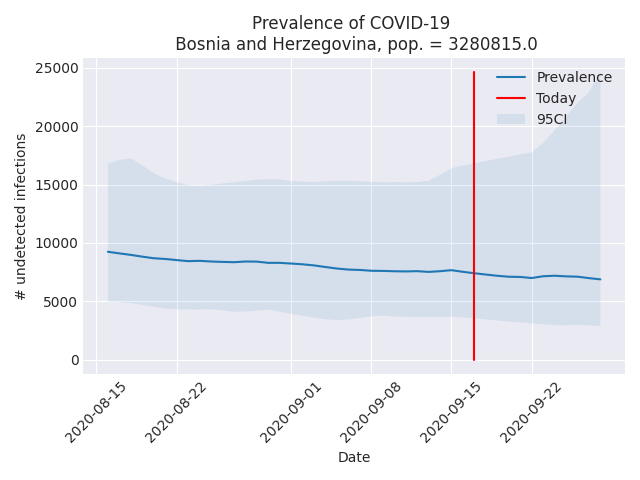 Prevalence of COVID-19
Bosnia and Herzegovina, pop. = 3280815.0
25000
20000
15000
10000
5000
0
# undetected infections
Prevalence
Today
95CI
2020-08-15
2020-08-22
2020-09-01
2020-09-08
2020-09-15
2020-09-22
Date